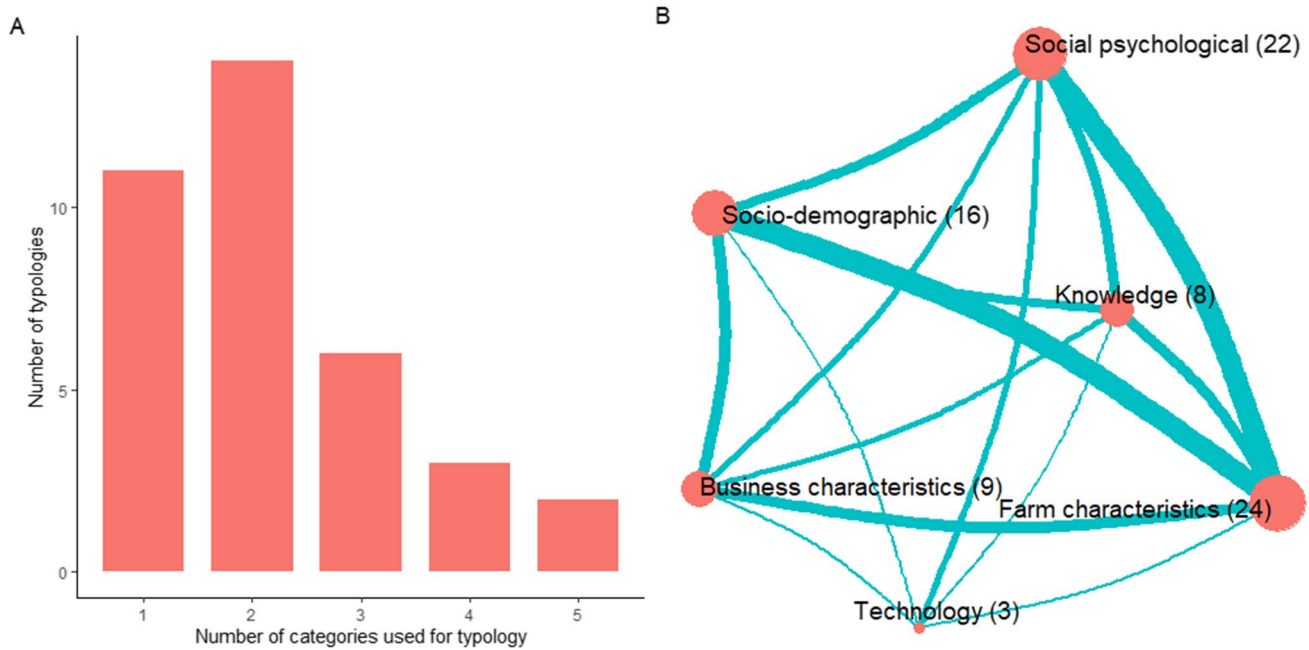 A
Number of typologies
10
5
0
1 2 3 4 5
Number of categories used for typology
B
Social psychological (22)
Socio-demographic (16)
Knowledge (8)
Business characteristics (9)
Farm characteristics (24)
Technology (3)